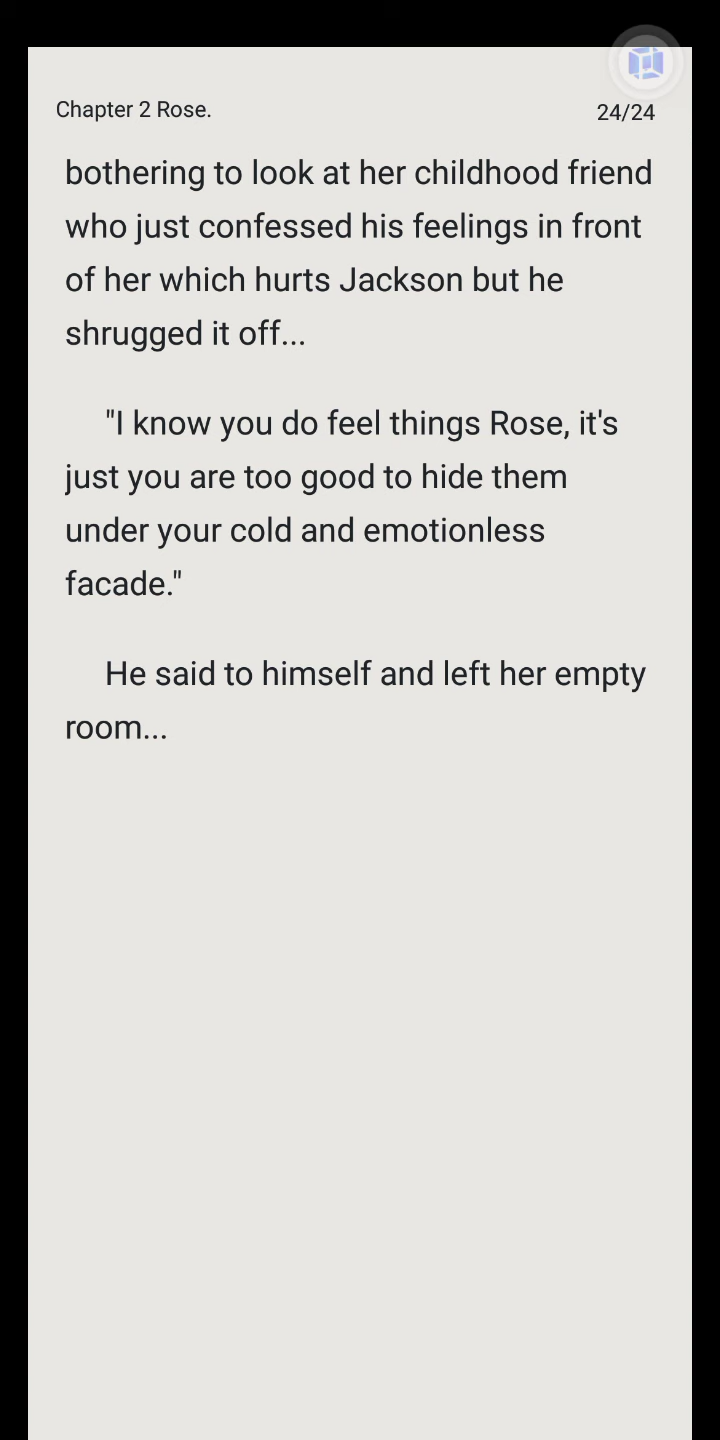 Chapter 2 Rose.
24/24
bothering to look at her childhood friend
who just confessed his feelings in front
of her which hurts Jackson but he
shrugged it off...
"I know you do feel things Rose, it's
just you are too good to hide them
under your cold and emotionless
facade."
He said to himself and left her empty
room...